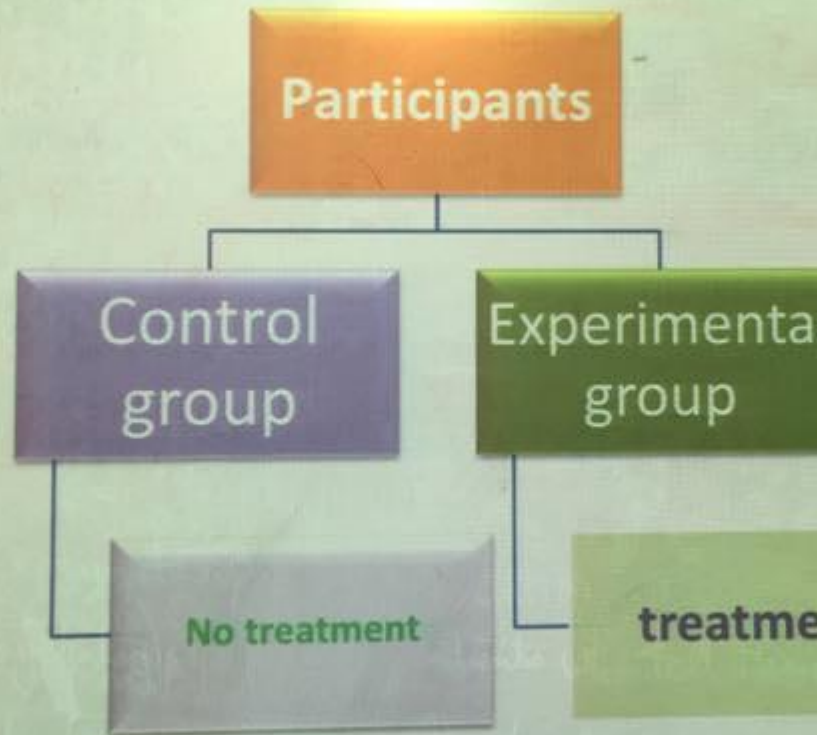 Participants
Control
group
Experimenta
group
No treatment
treatme